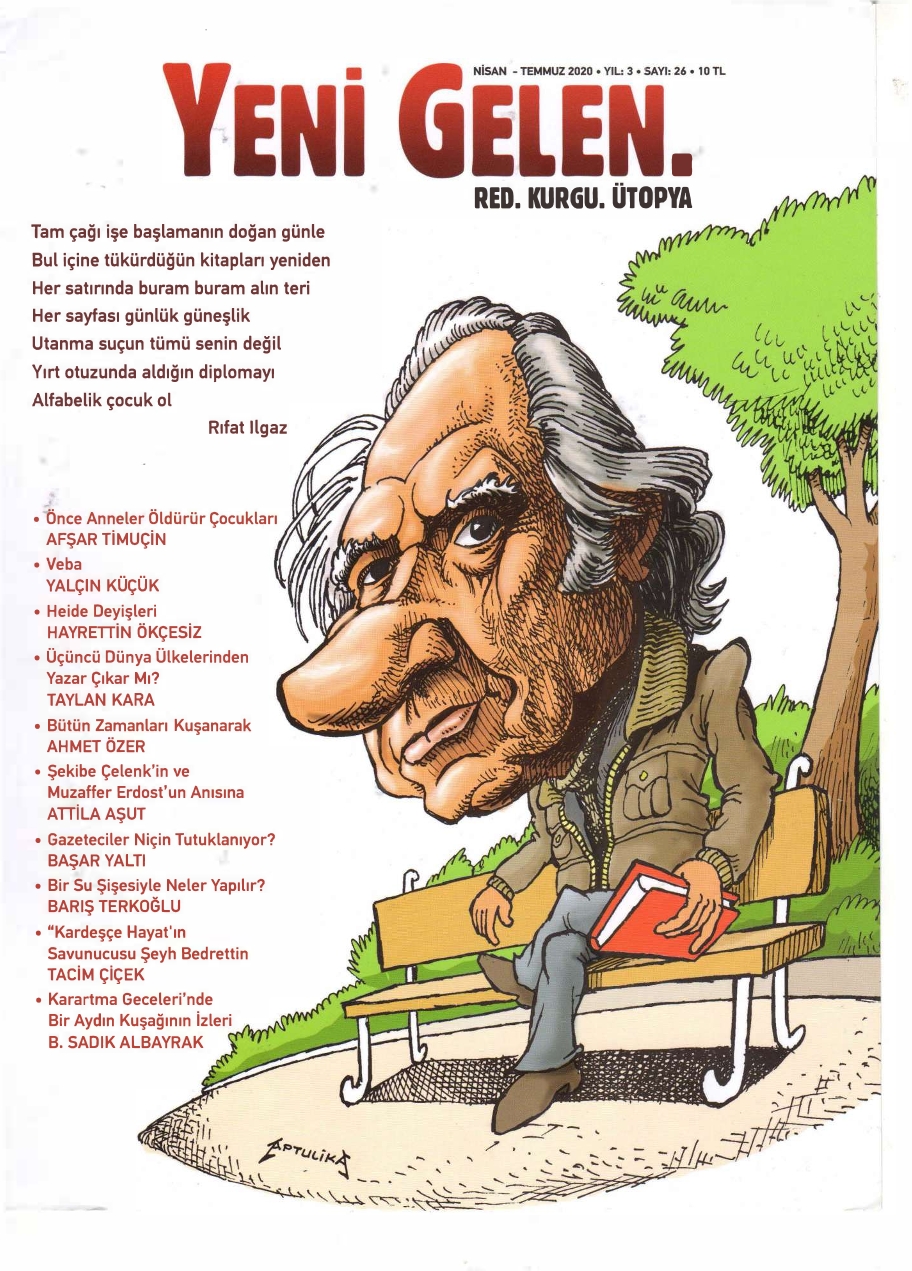 NİSAN - TEMMUZ 2020 • YIL: 3 • SAYI: 26 • 10 TL
YENİ GELEN.
RED. KURGU. ÜTOPYA
Tam çağı işe başlamanın doğan günle
Bul içine tükürdüğün kitapları yeniden
Her satırında buram buram alın teri
Her sayfası günlük güneşlik
Utanma suçun tümü senin değil
Yırt otuzunda aldığın diplomayı
Alfabelik çocuk ol
Rıfat Ilgaz
• Önce Anneler Öldürür Çocukları
AFŞAR TİMUÇİN
• Veba
YALÇIN KÜÇÜK
• Heide Deyişleri
HAYRETTİN ÖKÇESİZ
• Üçüncü Dünya Ülkelerinden
Yazar Çıkar Mı?
TAYLAN KARA
• Bütün Zamanları Kuşanarak
AHMET ÖZER
• Şekibe Çelenk'in ve
Muzaffer Erdost'un Anısına
ATTİLA AŞUT
• Gazeteciler Niçin Tutuklanıyor?
BAŞAR YALTI
• Bir Su Şişesiyle Neler Yapılır?
BARIŞ TERKOĞLU
• “Kardeşçe Hayat'ın
Savunucusu Şeyh Bedrettin
TACİM ÇİÇEK
• Karartma Geceleri’nde
Bir Aydın Kuşağının İzleri
B. SADIK ALBAYRAK
APTULİKA